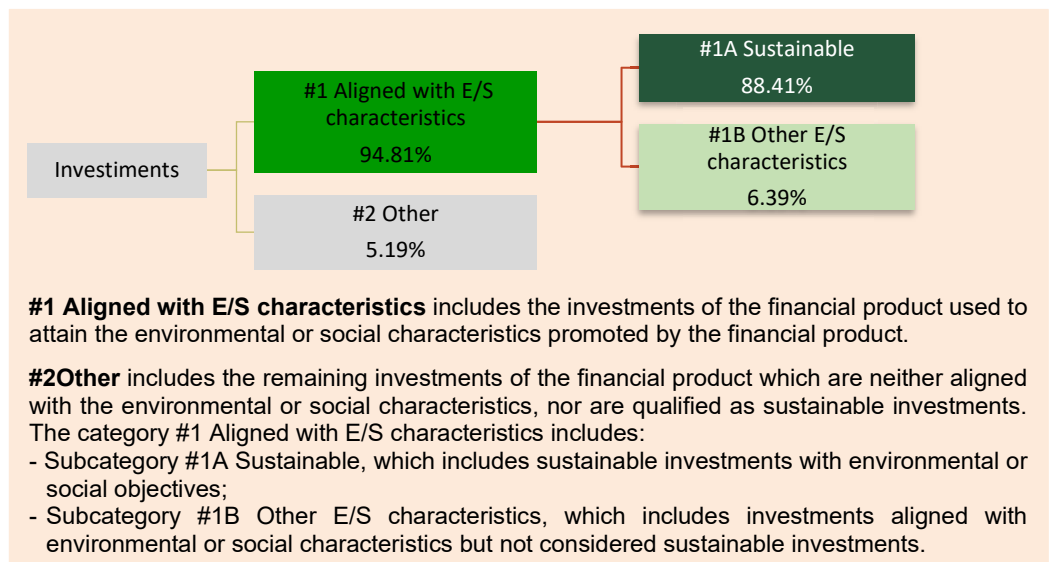 #1A Sustainable
88.41%
#1 Aligned with E/S
characteristics
94.81%
#1B Other E/S
characteristics
6.39%
Investiments
#2 Other
5.19%
#1 Aligned with E/S characteristics includes the investments of the financial product used to
attain the environmental or social characteristics promoted by the financial product.
#2Other includes the remaining investments of the financial product which are neither aligned
with the environmental or social characteristics, nor are qualified as sustainable investments.
The category #1 Aligned with E/S characteristics includes:
- Subcategory #1A Sustainable, which includes sustainable investments with environmental or
social objectives;
- Subcategory #1B Other E/S characteristics, which includes investments aligned with
environmental or social characteristics but not considered sustainable investments.